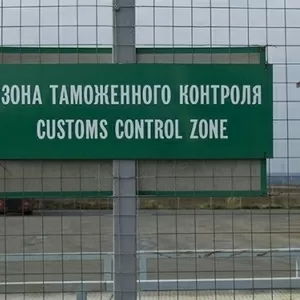 ЗОНА ТАМОЖЕННОГО КОНТРОЛЯ
CUSTOMS CONTROL ZONE